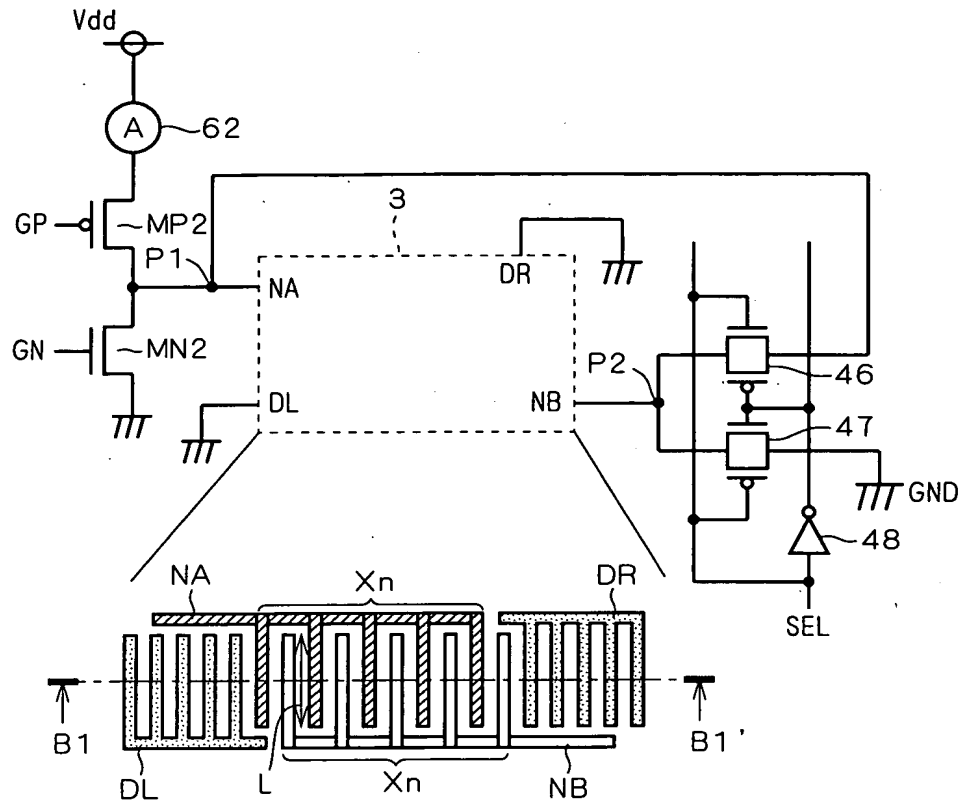 Vdd
A 62
3
GP MP2
P1
NA
DR
GN MN2
46
P2
DL
NB
47
GND
48
NA
Xn
DR
SEL
B1
B1'
DL
L
Xn
NB